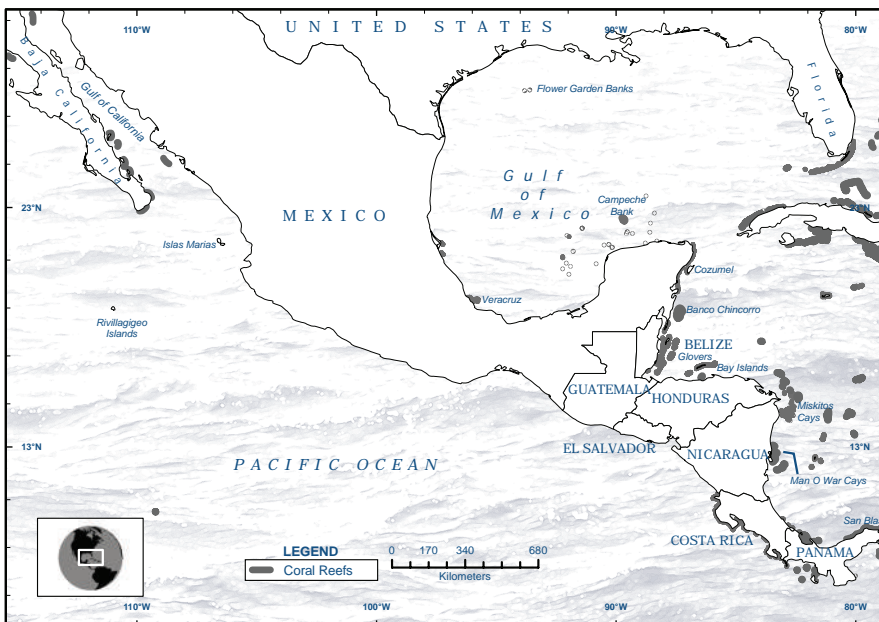 110°W
90°W
80°W
UNITED STATES
Baja California
Gulf of California
Flower Garden Banks
Florida
Gulf
of
Mexico
Campeche
Bank
23°N
MEXICO
Islas Marias
Cozumel
Veracruz
Banco Chincorro
Rivillagigeo
Islands
BELIZE
Glovers
Bay Islands
GUATEMALA
HONDURAS
Miskitos
Cays
EL SALVADOR
NICARAGUA
13°N
13°N
PACIFIC OCEAN
Man O War Cays
San Blas
COSTA RICA
PANAMA
LEGEND
Coral Reefs
0 170 340 680
Kilometers
110°W
100°W
90°W
80°W